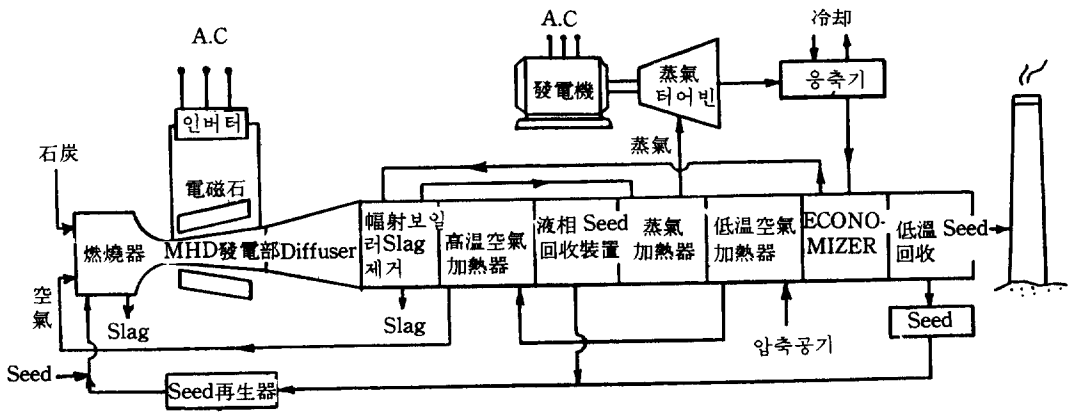 A.C
A.C
冷却
인버터
發電機
蒸氣
터어빈
응축기
石炭
電磁石
蒸氣
燃燒器
MHD發電部
Diffuser
輻射보일
러Slag
제거
高温空氣
加熱器
液相 Seed
回收裝置
蒸氣
加熱器
低温空氣
加熱器
ECONO-
MIZER
低溫 Seed
回收
空
氣
Slag
Slag
압축공기
Seed
Seed
Seed再生器